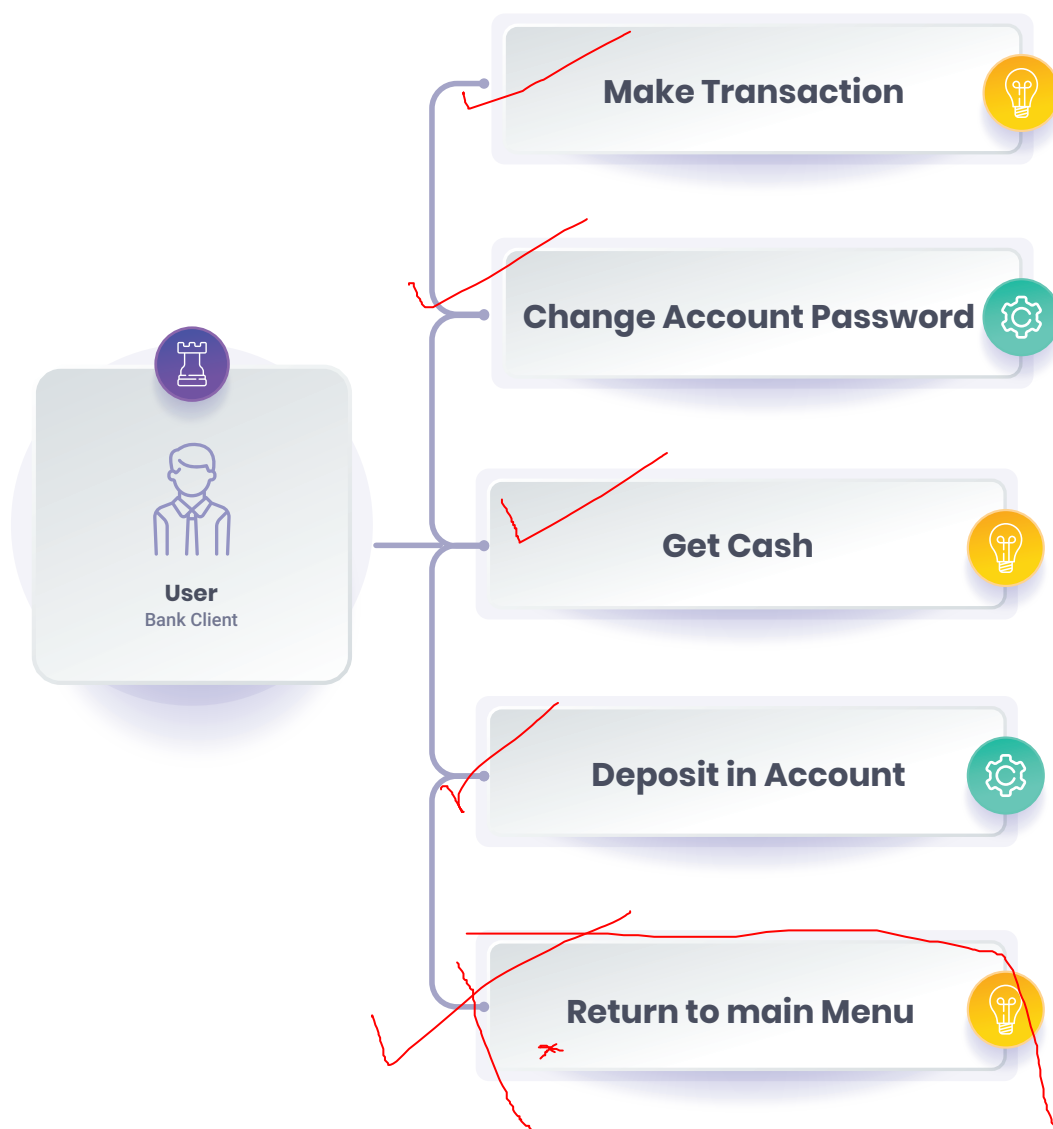 Make Transaction
Change Account Password
User
Bank Client
Get Cash
Deposit in Account
Return to main Menu